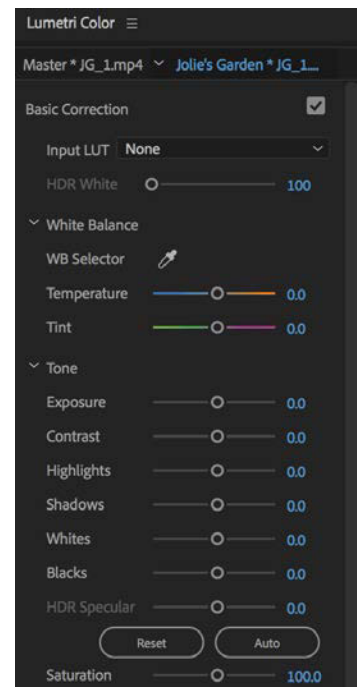 Lumetri Color
Master * JG_1.mp4 Jolie's Garden * JG_1....
Basic Correction
Input LUT None
HDR White 100
White Balance
WB Selector
Temperature 0.0
Tint 0.0
Tone
Exposure 0.0
Contrast 0.0
Highlights 0.0
Shadows 0.0
Whites 0.0
Blacks 0.0
HDR Specular 0.0
Reset Auto
Saturation 100.0